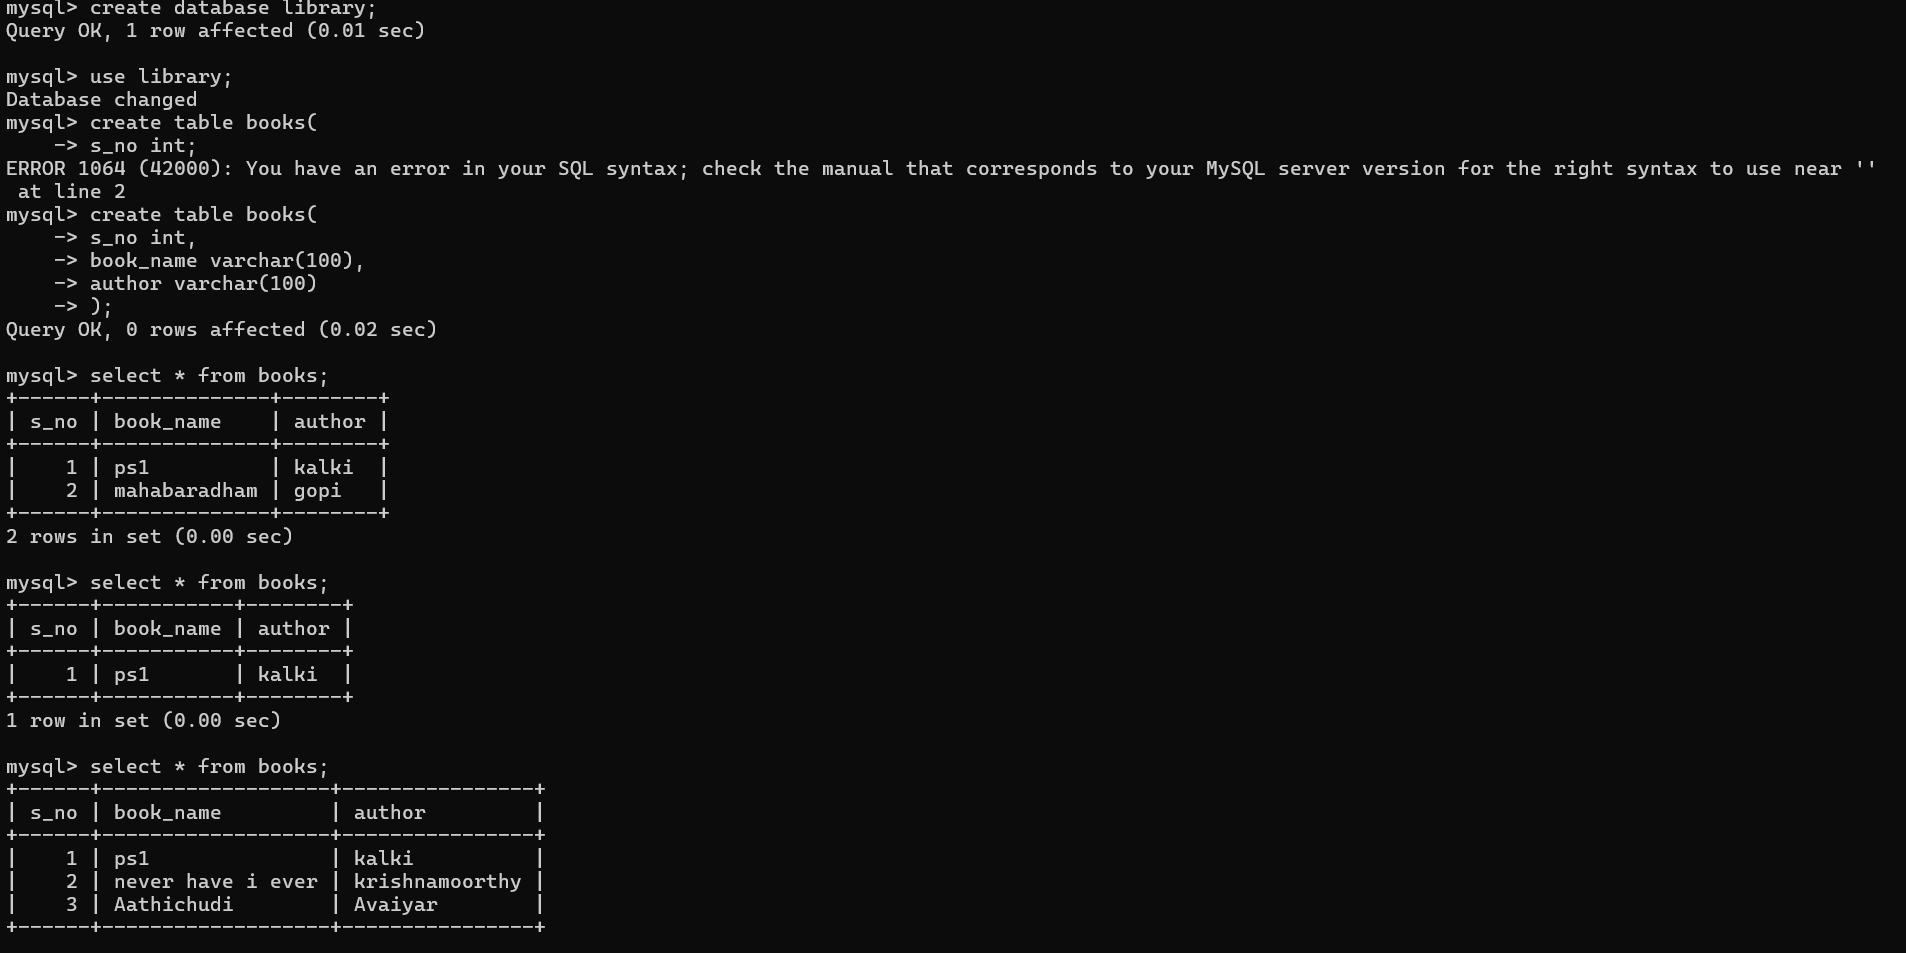 mysql> create database library;
Query OK, 1 row affected (0.01 sec)

mysql> use library;
Database changed
mysql> create table books(
    -> s_no int;
ERROR 1064 (42000): You have an error in your SQL syntax; check the manual that corresponds to your MySQL server version for the right syntax to use near ''
 at line 2
mysql> create table books(
    -> s_no int,
    -> book_name varchar(100),
    -> author varchar(100)
    -> );
Query OK, 0 rows affected (0.02 sec)

mysql> select * from books;
+------+-------------+--------+
| s_no | book_name    | author |
+------+-------------+--------+
|    1 | ps1          | kalki  |
|    2 | mahabaradham | gopi   |
+------+-------------+--------+
2 rows in set (0.00 sec)

mysql> select * from books;
+------+-----------+--------+
| s_no | book_name | author |
+------+-----------+--------+
|    1 | ps1       | kalki  |
+------+-----------+--------+
1 row in set (0.00 sec)

mysql> select * from books;
+------+-------------------+----------------+
| s_no | book_name         | author         |
+------+-------------------+----------------+
|    1 | ps1               | kalki          |
|    2 | never have i ever | krishnamoorthy |
|    3 | Aathichudi        | Avaiyar        |
+------+-------------------+----------------+